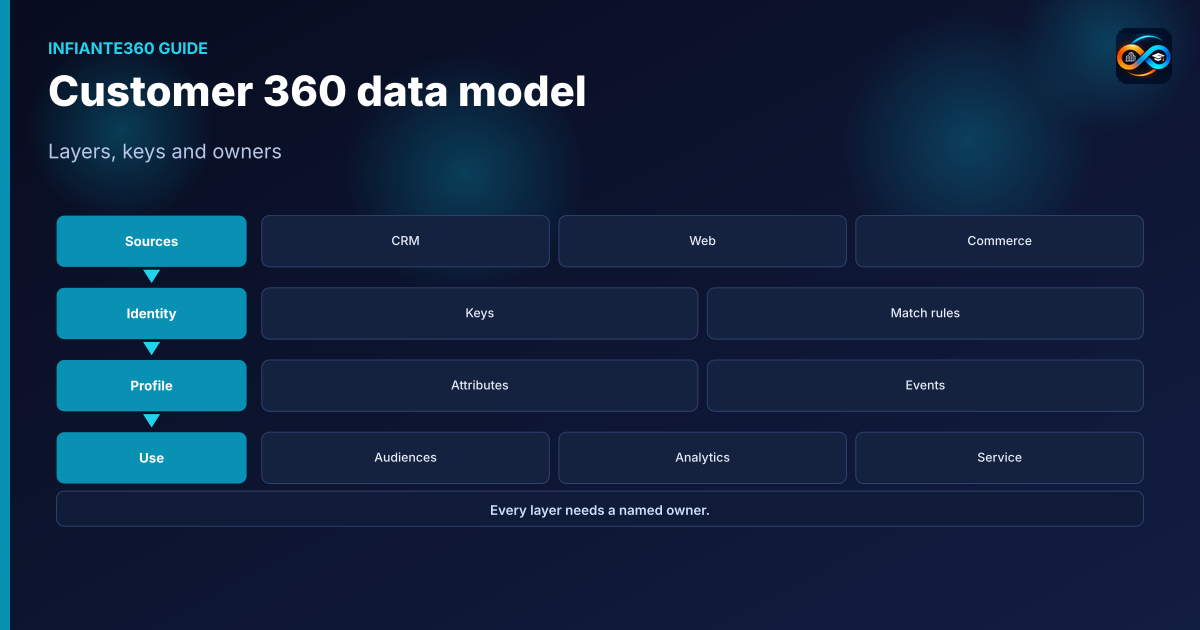 INFIANTE360 GUIDE
Customer 360 data model
Layers, keys and owners
Sources
CRM
Web
Commerce
Identity
Keys
Match rules
Profile
Attributes
Events
Use
Audiences
Analytics
Service
Every layer needs a named owner.